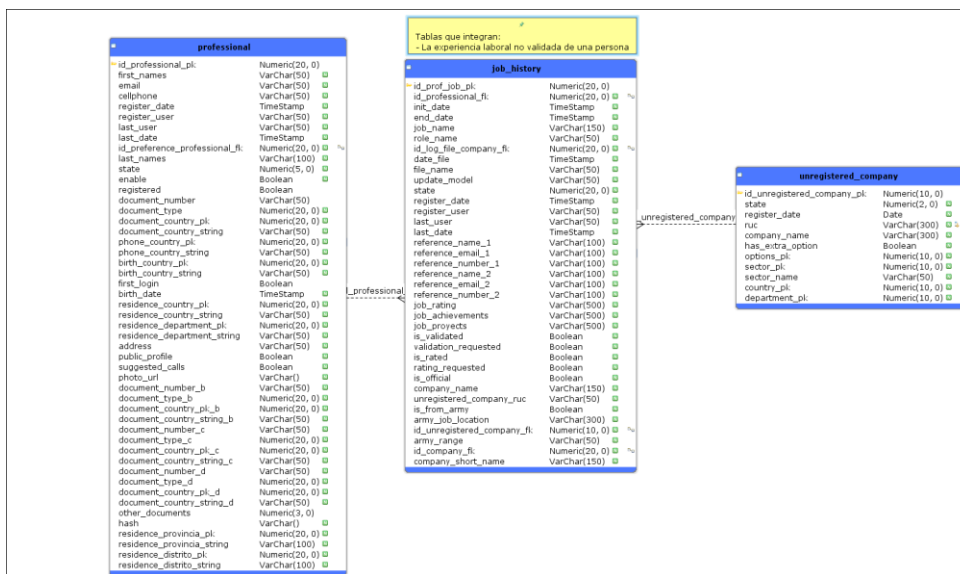 Tablas que integran:
- La experiencia laboral no validada de una persona
professional
id_professional_pk Numeric(20, 0)
first_names VarChar(50)
email VarChar(50)
cellphone VarChar(50)
register_date TimeStamp
register_user VarChar(50)
last_user VarChar(50)
last_date TimeStamp
id_preference_professional_fk Numeric(20, 0)
last_names VarChar(100)
state Numeric(5, 0)
enable Boolean
registered Boolean
document_number VarChar(50)
document_type Numeric(20, 0)
document_country_pk Numeric(20, 0)
document_country_string VarChar(50)
phone_country_pk Numeric(20, 0)
phone_country_string VarChar(50)
birth_country_pk Numeric(20, 0)
birth_country_string VarChar(50)
first_login Boolean
birth_date TimeStamp
residence_country_pk Numeric(20, 0)
residence_country_string VarChar(50)
residence_department_pk Numeric(20, 0)
residence_department_string VarChar(50)
address VarChar(50)
public_profile Boolean
suggested_calls Boolean
photo_url VarChar()
document_number_b VarChar(50)
document_type_b Numeric(20, 0)
document_country_pk_b Numeric(20, 0)
document_country_string_b VarChar(50)
document_number_c VarChar(50)
document_type_c Numeric(20, 0)
document_country_pk_c Numeric(20, 0)
document_country_string_c VarChar(50)
document_number_d VarChar(50)
document_type_d Numeric(20, 0)
document_country_pk_d Numeric(20, 0)
document_country_string_d VarChar(50)
other_documents Numeric(3, 0)
hash VarChar()
residence_provincia_pk Numeric(20, 0)
residence_provincia_string VarChar(100)
residence_distrito_pk Numeric(20, 0)
residence_distrito_string VarChar(100)
d_professional
job_history
id_prof_job_pk Numeric(20, 0)
id_professional_fk Numeric(20, 0)
init_date TimeStamp
end_date TimeStamp
job_name VarChar(150)
role_name VarChar(50)
id_log_file_company_fk Numeric(20, 0)
date_file TimeStamp
file_name VarChar(50)
update_model VarChar(50)
state Numeric(20, 0)
register_date TimeStamp
register_user VarChar(50)
last_user VarChar(50)
last_date TimeStamp
reference_name_1 VarChar(100)
reference_email_1 VarChar(100)
reference_number_1 VarChar(100)
reference_name_2 VarChar(100)
reference_email_2 VarChar(100)
reference_number_2 VarChar(100)
job_rating VarChar(500)
job_achievements VarChar(500)
job_proyects VarChar(500)
is_validated Boolean
validation_requested Boolean
is_rated Boolean
rating_requested Boolean
is_official Boolean
company_name VarChar(150)
unregistered_company_ruc VarChar(50)
is_from_army Boolean
army_job_location VarChar(300)
id_unregistered_company_fk Numeric(10, 0)
army_range VarChar(50)
id_company_fk Numeric(20, 0)
company_short_name VarChar(150)
_unregistered_company
unregistered_company
id_unregistered_company_pk Numeric(10, 0)
state Numeric(2, 0)
register_date Date
ruc VarChar(300)
company_name VarChar(300)
has_extra_option Boolean
options_pk Numeric(10, 0)
sector_pk Numeric(10, 0)
sector_name VarChar(50)
country_pk Numeric(10, 0)
department_pk Numeric(10, 0)